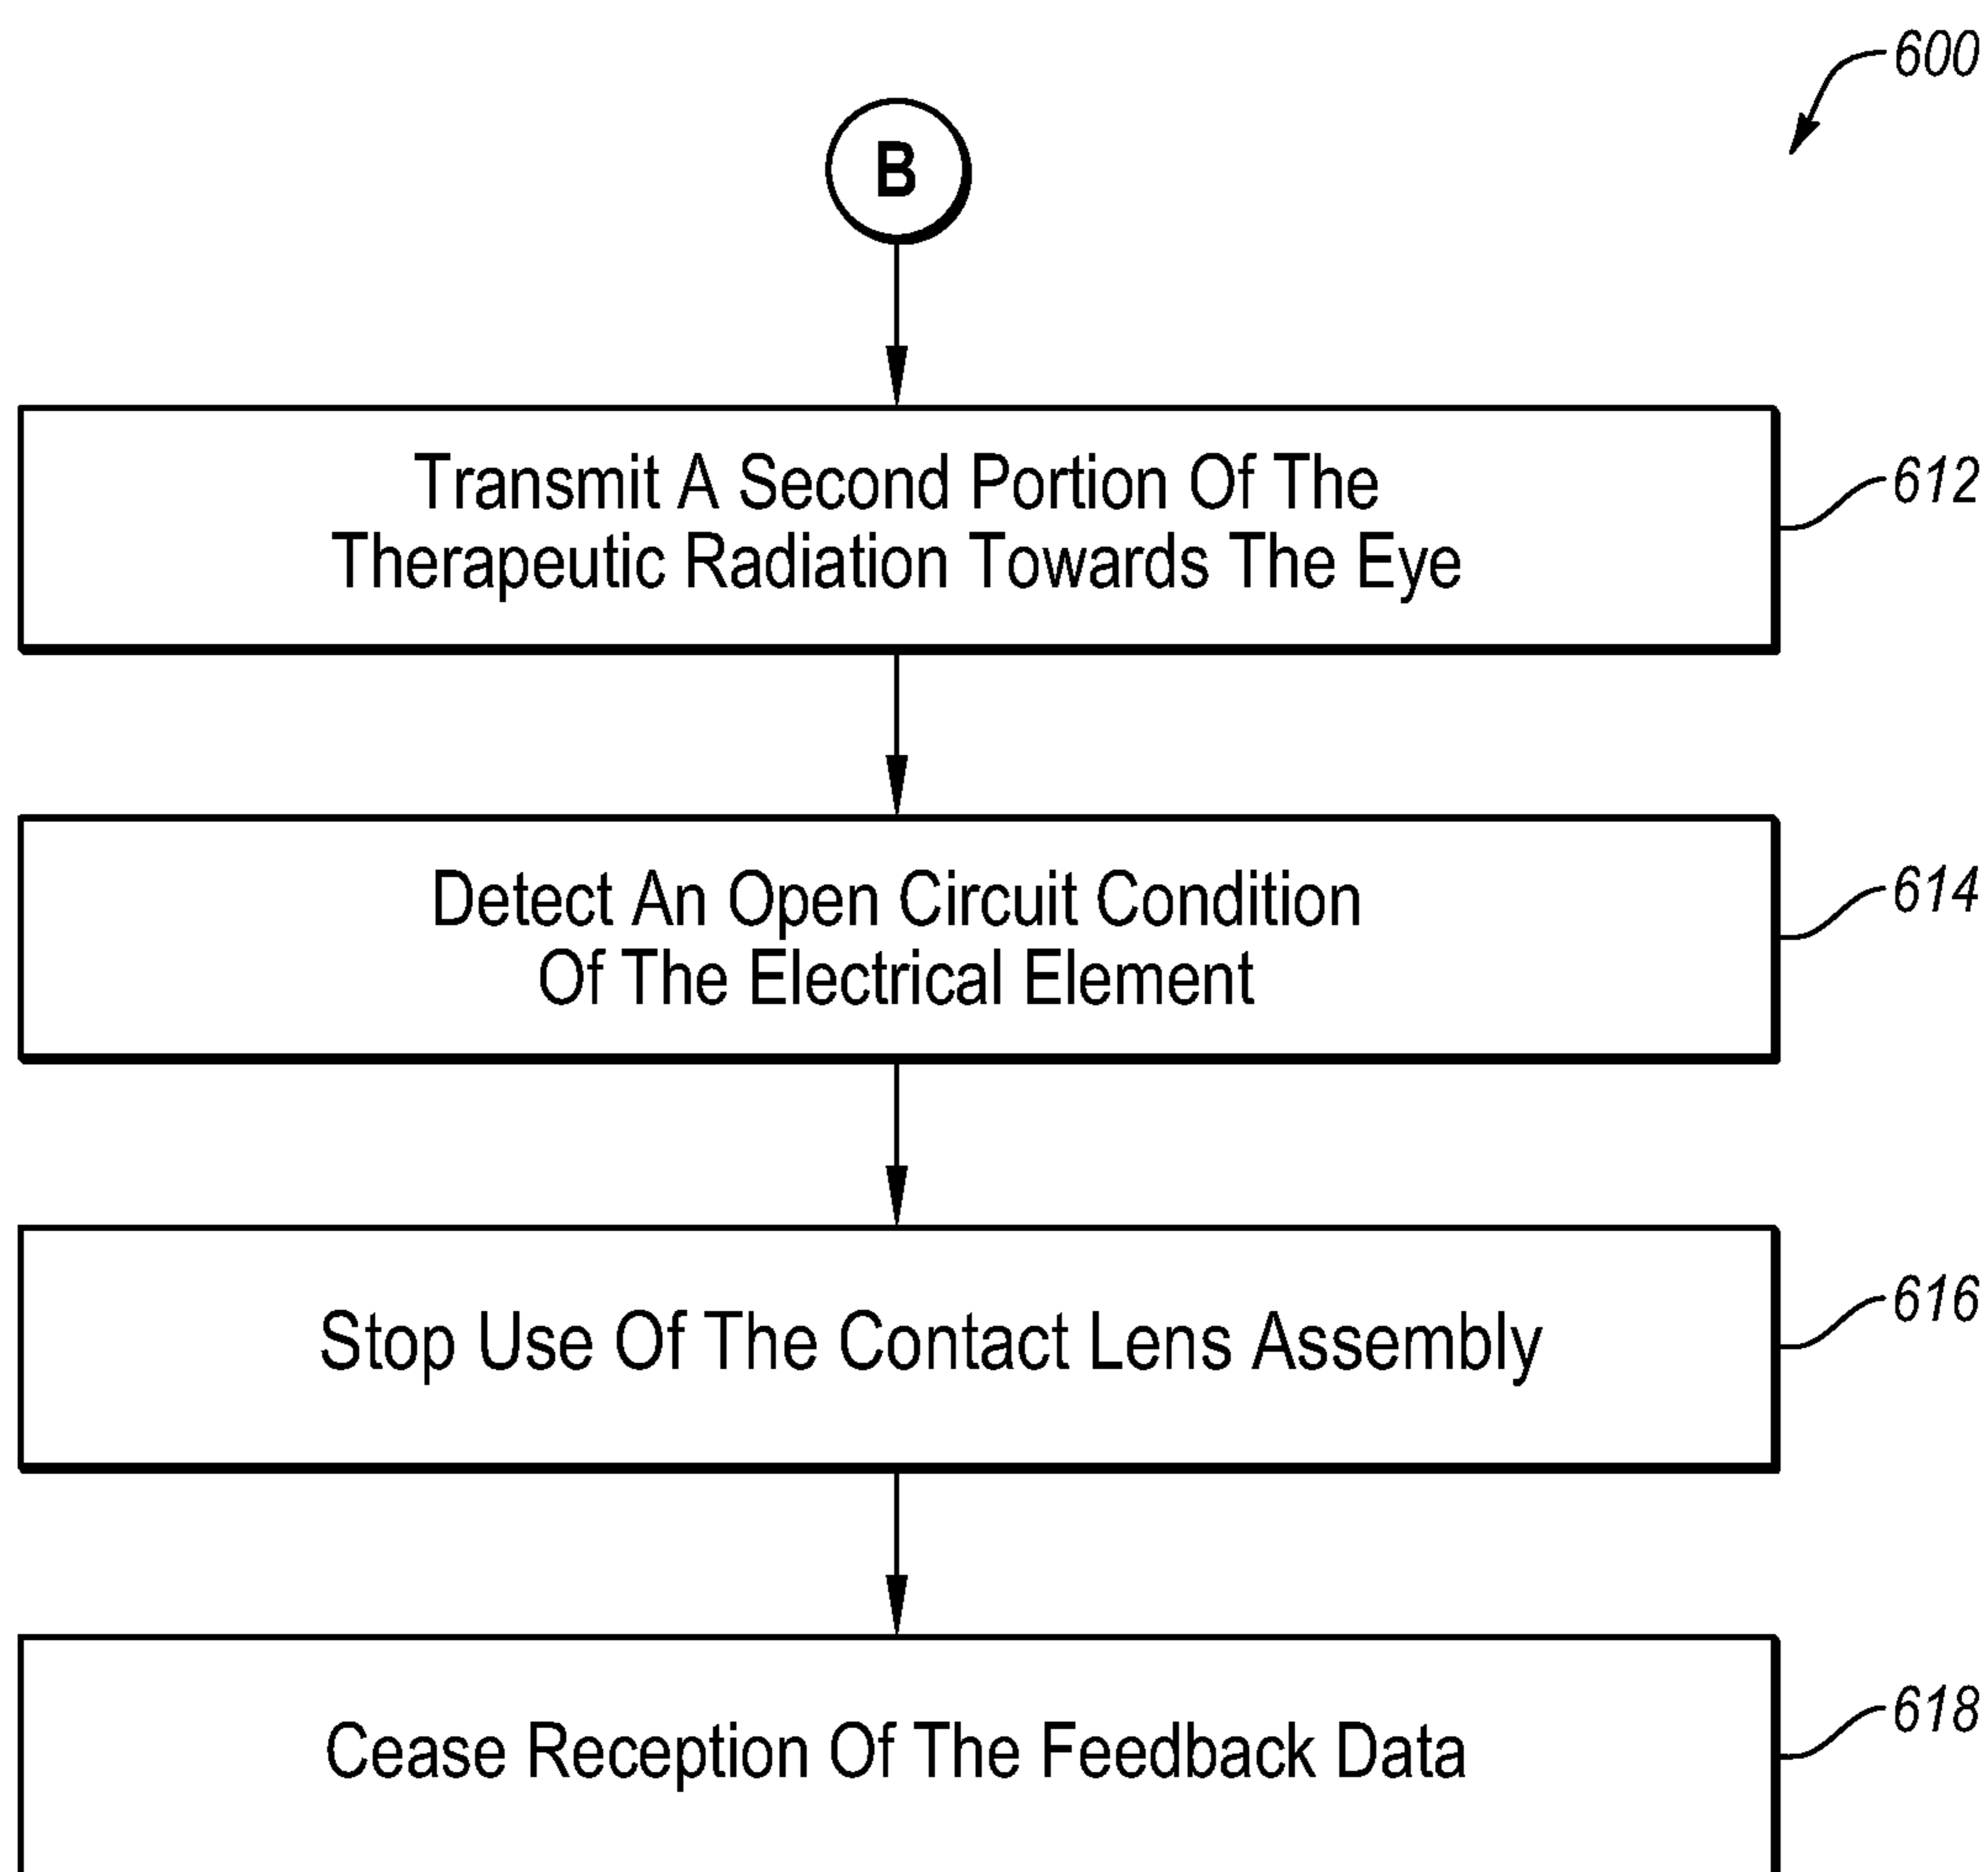 600
B
Transmit A Second Portion Of The
Therapeutic Radiation Towards The Eye
612
Detect An Open Circuit Condition
Of The Electrical Element
614
Stop Use Of The Contact Lens Assembly
616
Cease Reception Of The Feedback Data
618